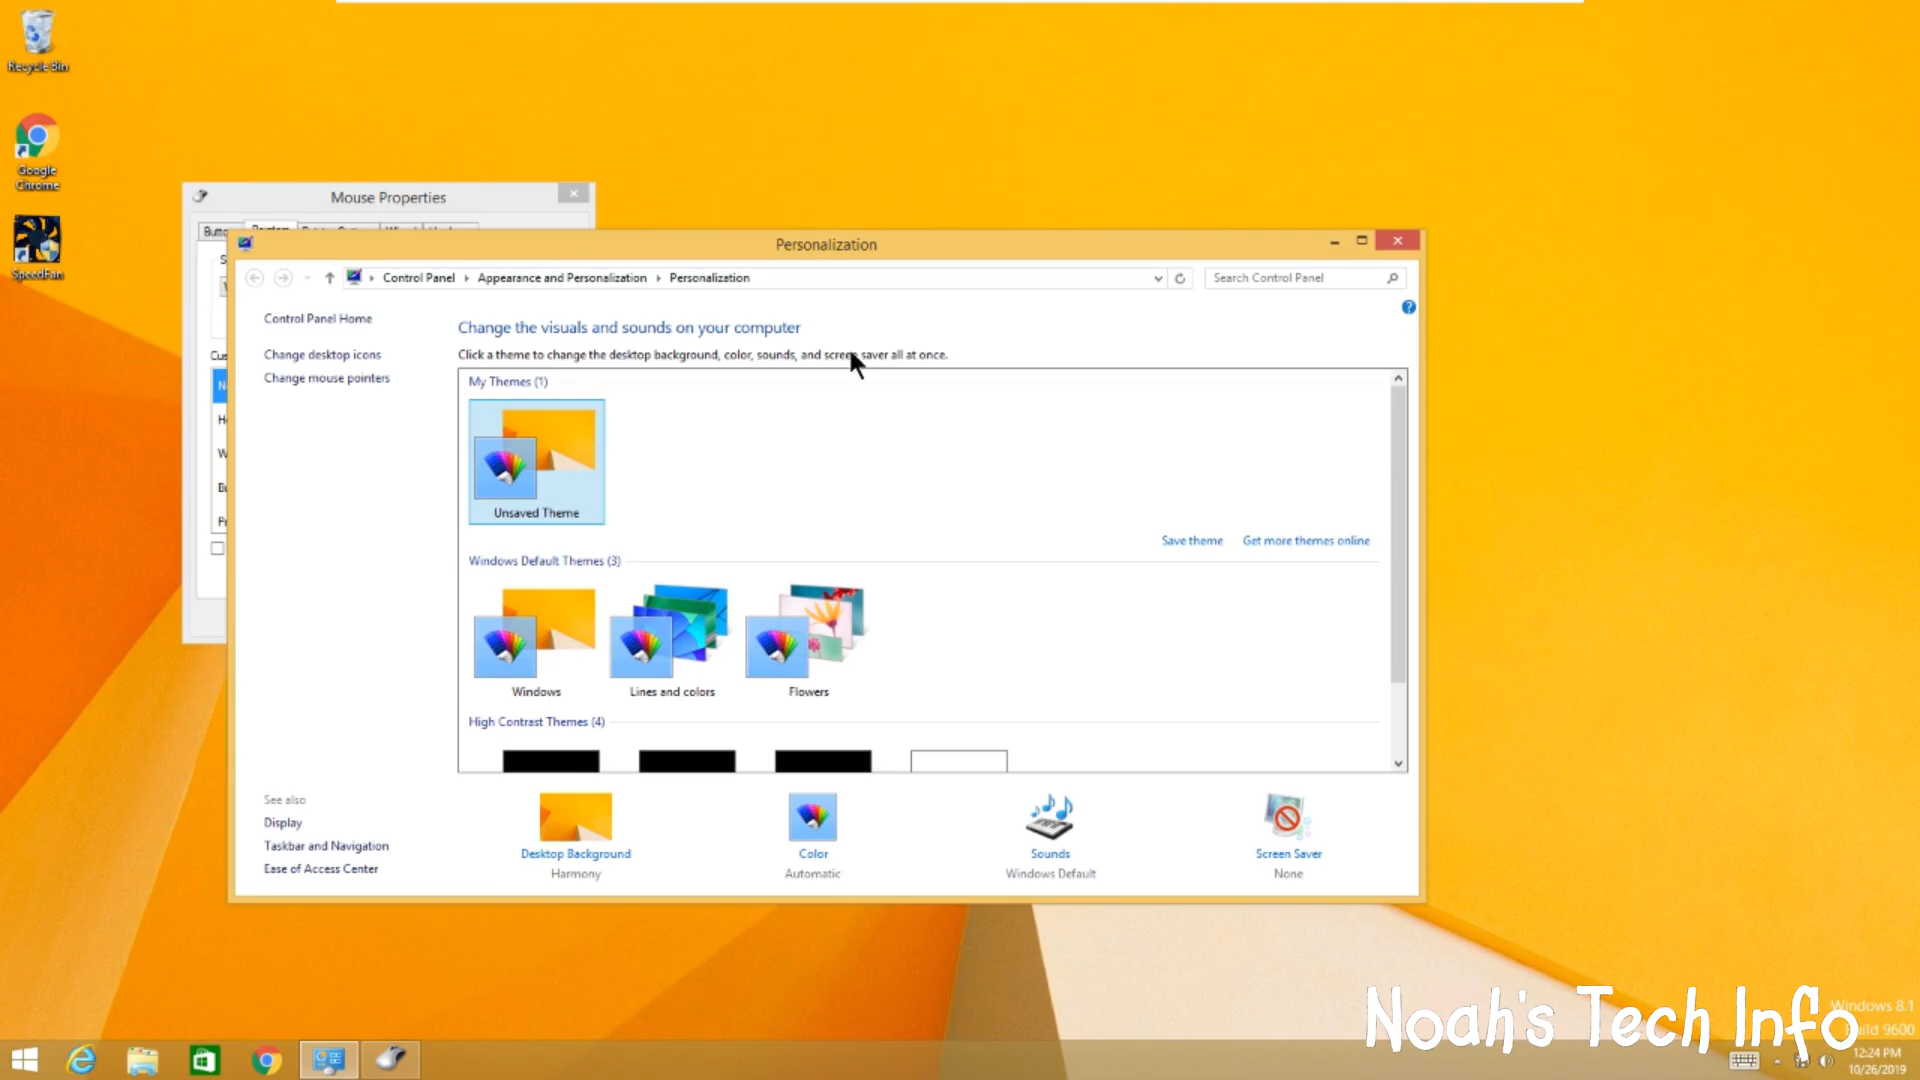 Recycle Bin
Google
Chrome
SpeedFan
Mouse Properties
Personalization
Control Panel
Appearance and Personalization
Personalization
Search Control Panel
Control Panel Home
Change desktop icons
Change mouse pointers
Change the visuals and sounds on your computer
Click a theme to change the desktop background, color, sounds, and screen saver all at once.
My Themes (1)
Unsaved Theme
Save theme
Get more themes online
Windows Default Themes (3)
Windows
Lines and colors
Flowers
High Contrast Themes (4)
See also
Display
Taskbar and Navigation
Ease of Access Center
Desktop Background
Harmony
Color
Automatic
Sounds
Windows Default
Screen Saver
None
Noah's Tech Info
Windows 8.1
Build 9600
12:24 PM
10/26/2019